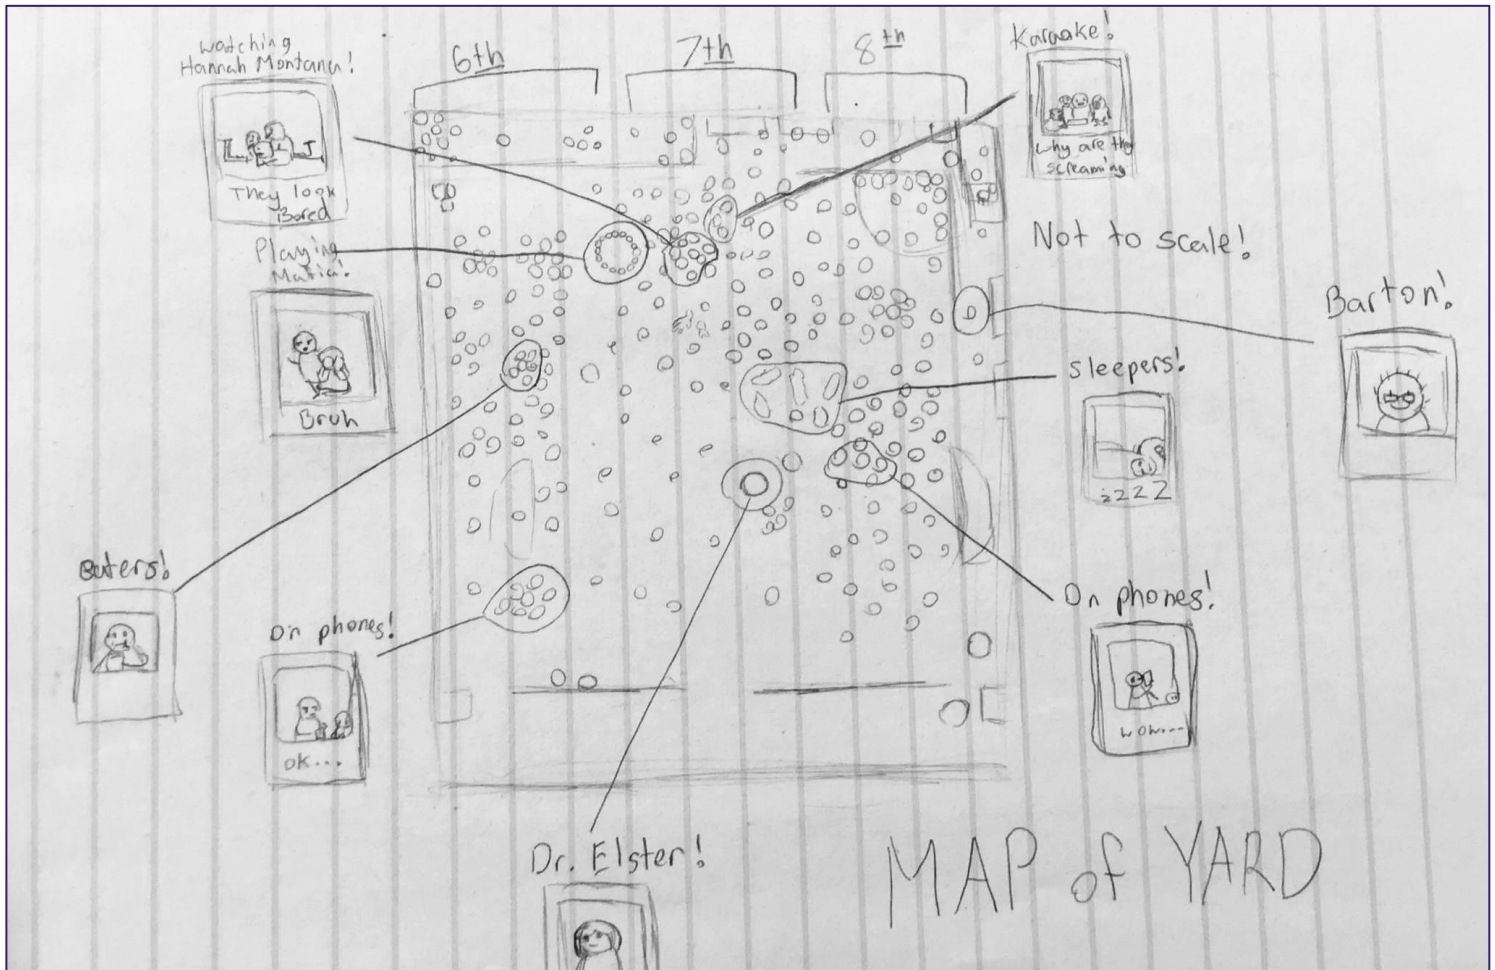 watching
Hannah Montana!
They look
Bored
6th
7th
8th
Karaoke!
why are they
screaming
Playing
Mafia!
Bruh
Not to scale!
Barton!
D
Sleepers!
zzzz
eaters!
On phones!
OK...
On phones!
wow...
Dr. Elster!
MAP of YARD